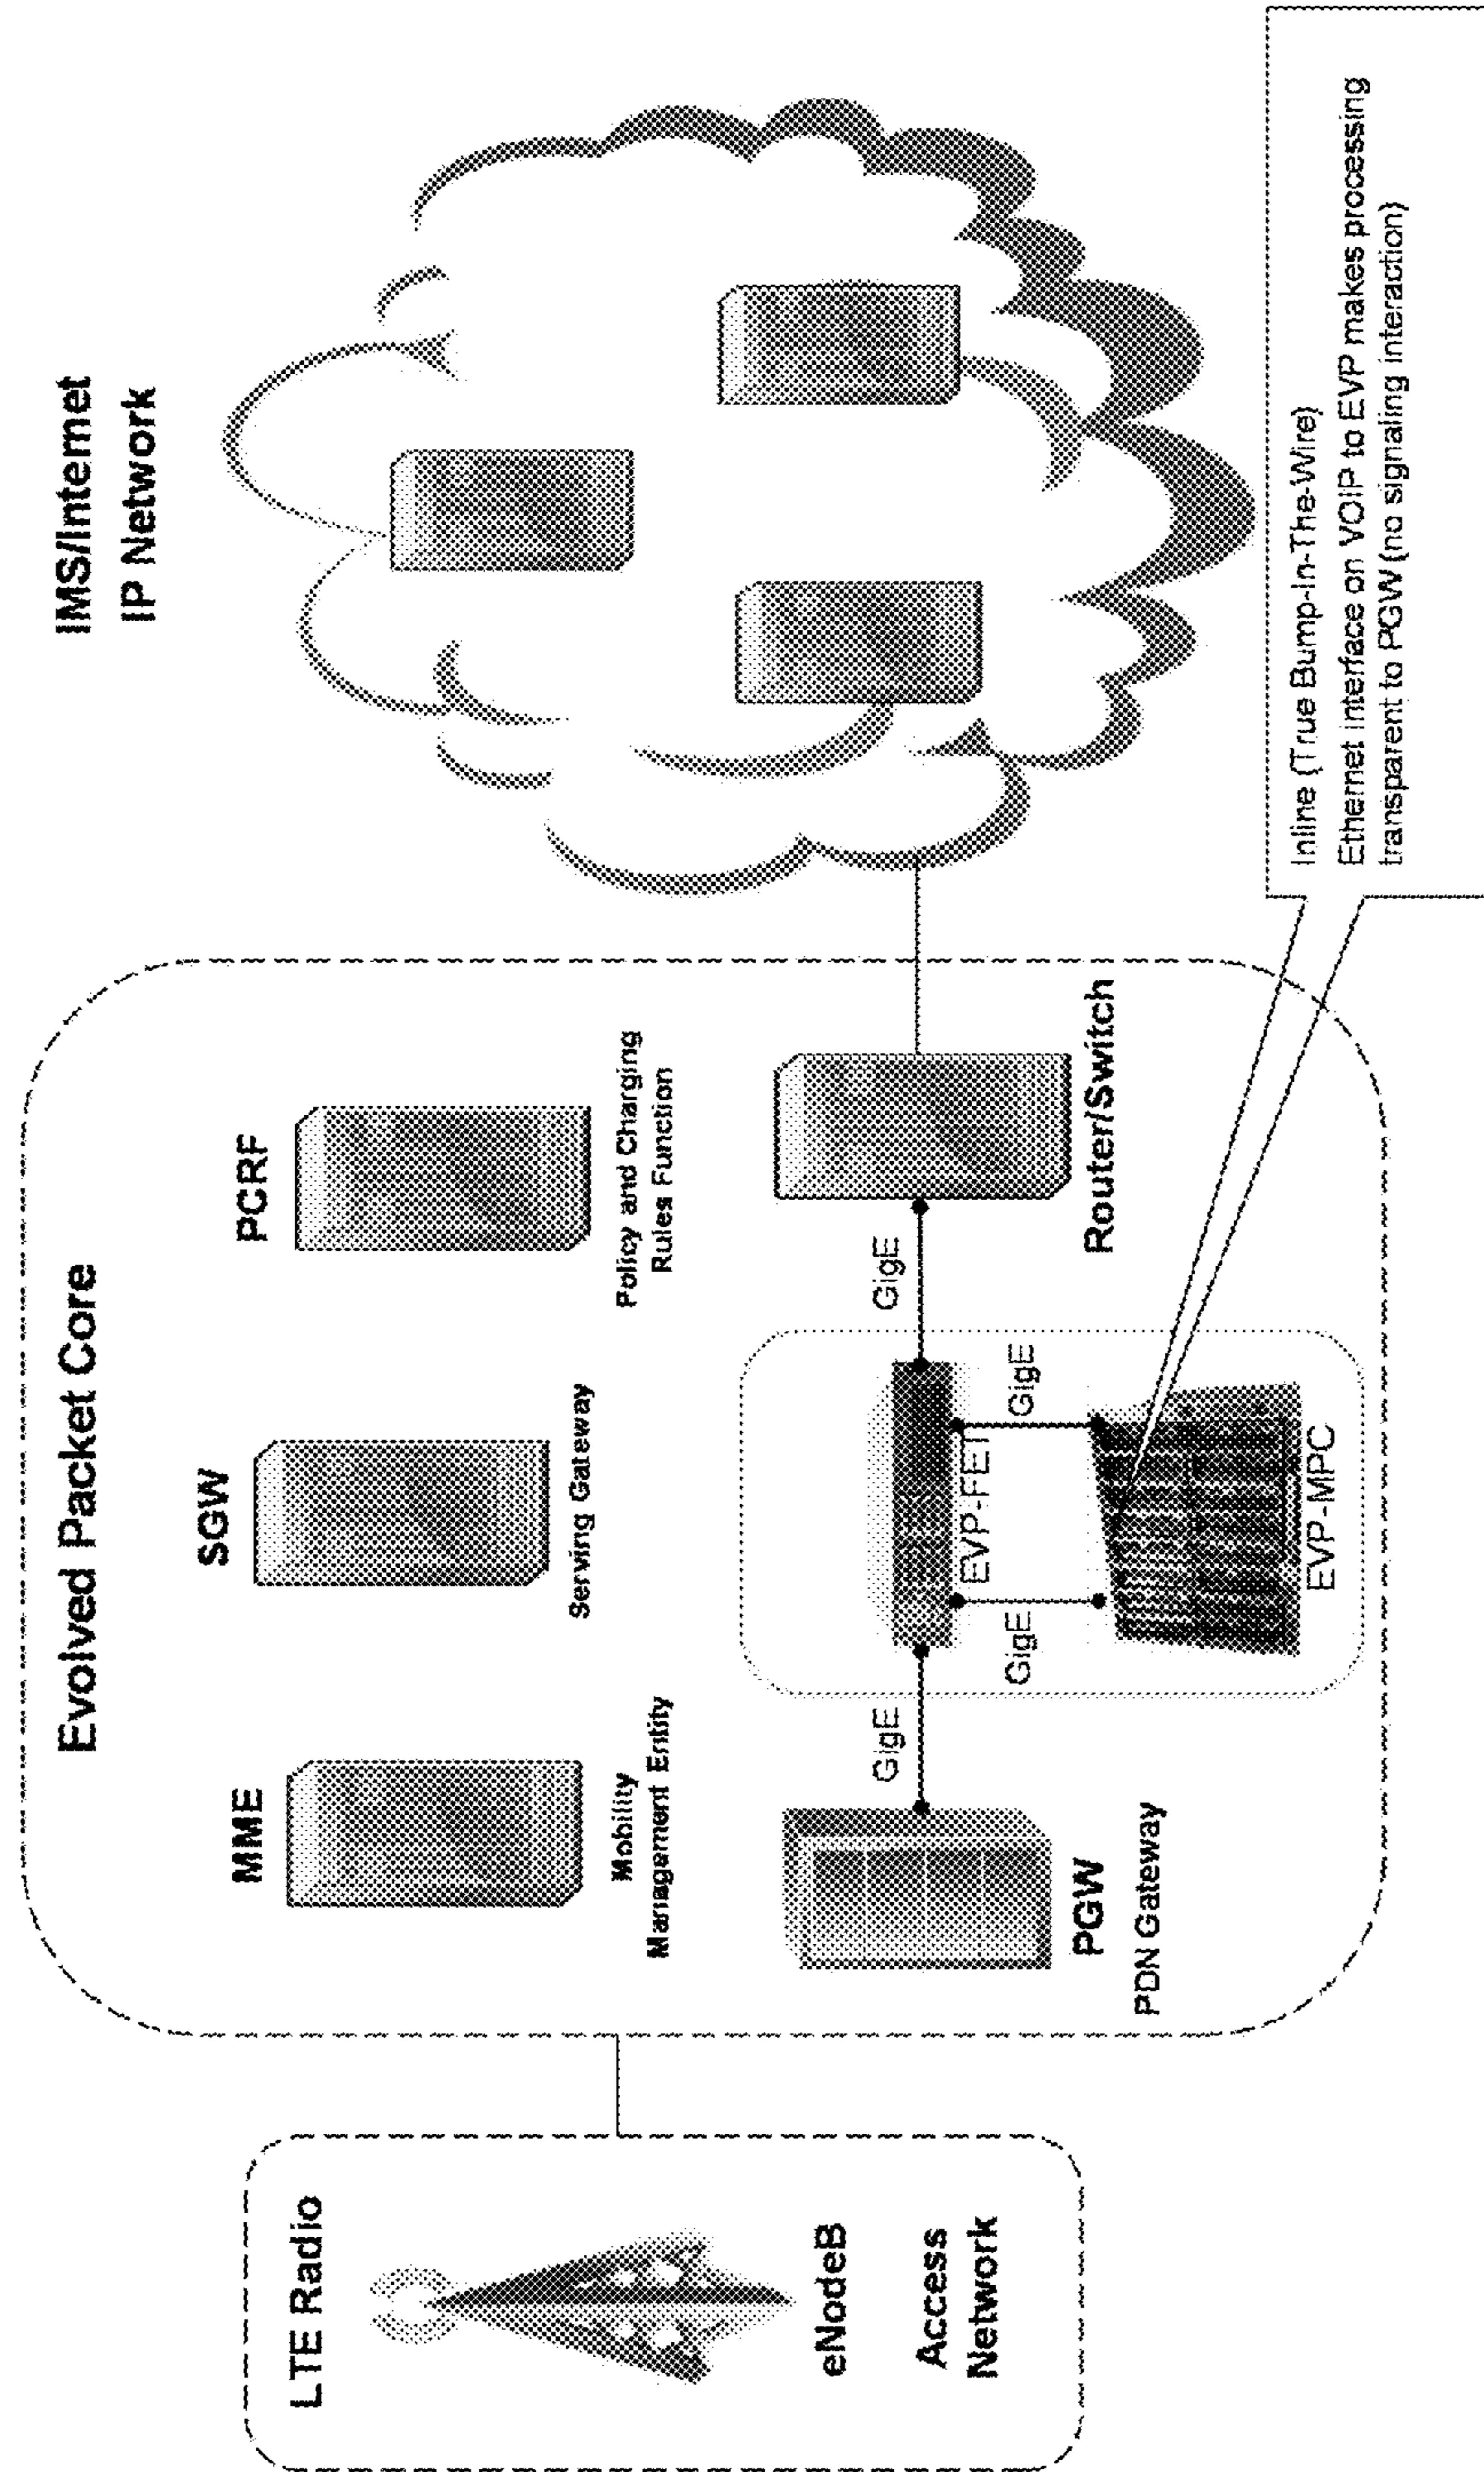 LTE Radio
eNodeB
Access
Network
Evolved Packet Core
MME
Mobility
Management Entity
SGW
Serving Gateway
PCRF
Policy and Charging
Rules Function
PGW
PDN Gateway
GigE
EVP-FET
GigE
GigE
EVP-MPC
GigE
Router/Switch
IMS/Internet
IP Network
Inline (True Bump-In-The-Wire)
Ethernet interface on VOIP to EVP makes processing
transparent to PGW (no signaling interaction)